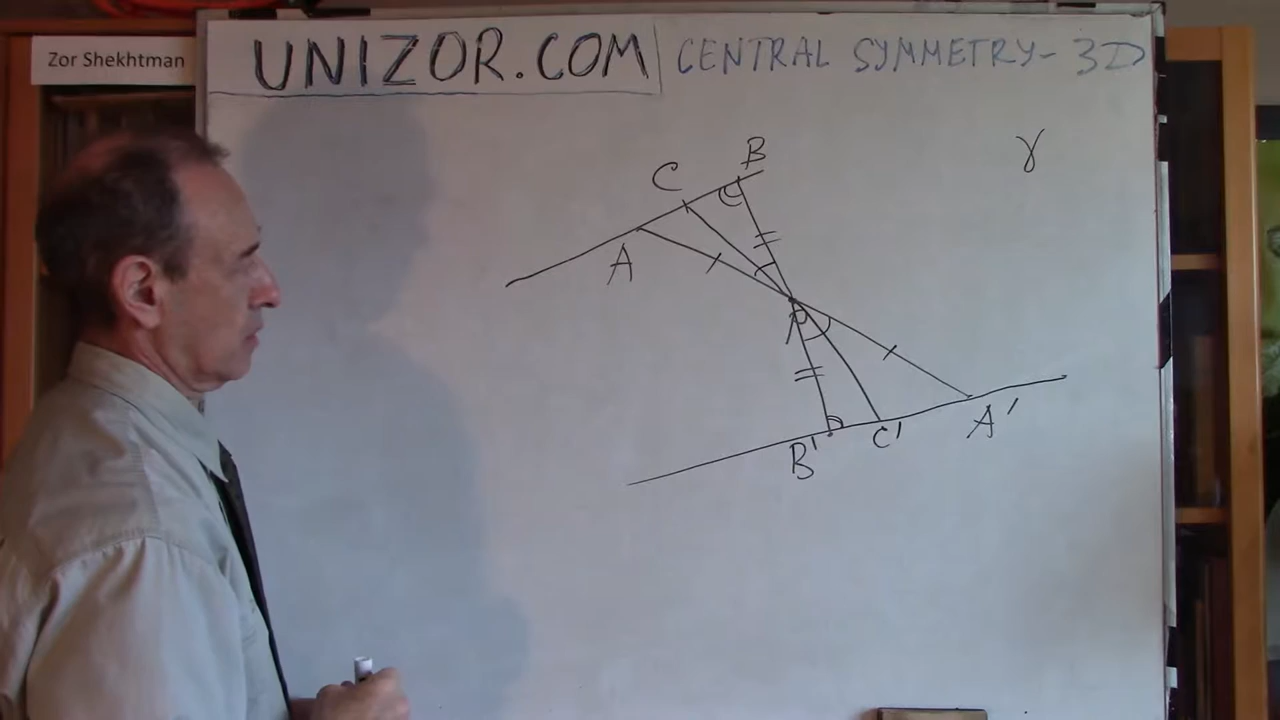 Zor Shekhtman
UNIZOR.COM
CENTRAL SYMMETRY - 3D
γ
B
C
A
P
A'
C'
B'